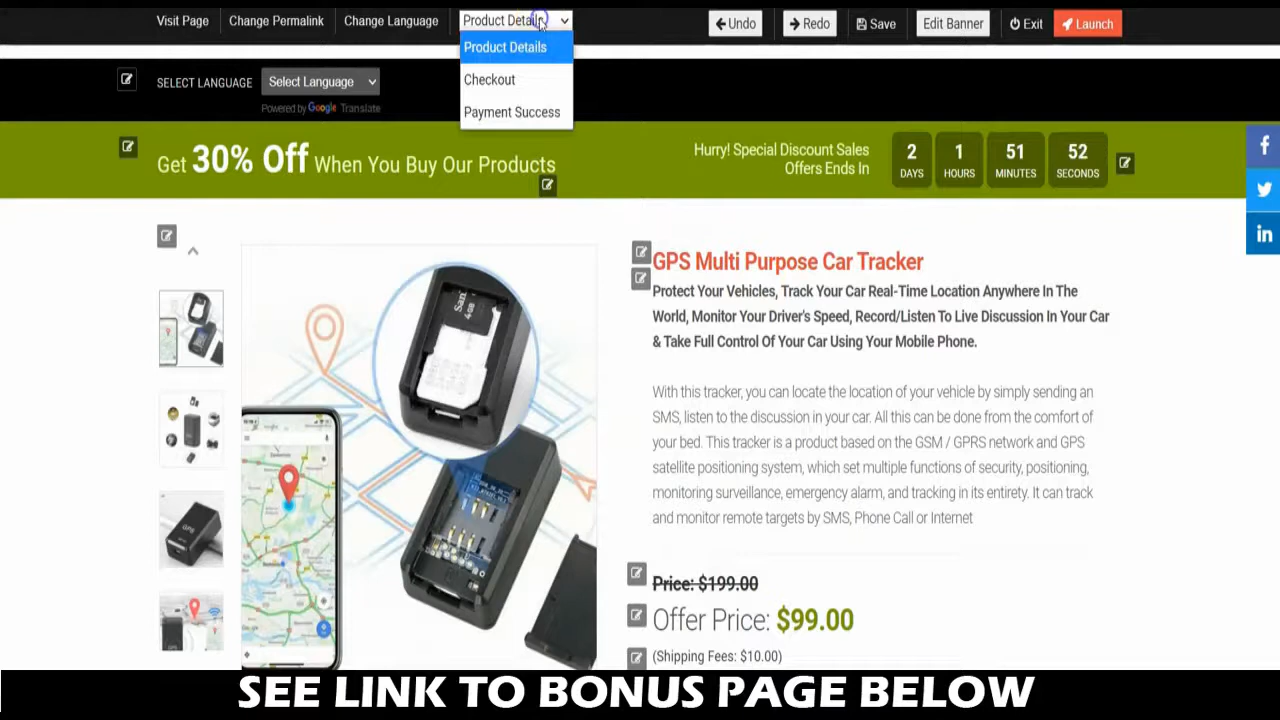 Visit Page
Change Permalink
Change Language
Product Details
Undo
Redo
Save
Edit Banner
Exit
Launch
Product Details
Checkout
Payment Success
SELECT LANGUAGE
Select Language
Powered by Google Translate
Get 30% Off When You Buy Our Products
Hurry! Special Discount Sales
Offers Ends In
2
DAYS
1
HOURS
51
MINUTES
52
SECONDS
GPS Multi Purpose Car Tracker
Protect Your Vehicles, Track Your Car Real-Time Location Anywhere In The
World, Monitor Your Driver's Speed, Record/Listen To Live Discussion In Your Car
& Take Full Control Of Your Car Using Your Mobile Phone.
With this tracker, you can locate the location of your vehicle by simply sending an
SMS, listen to the discussion in your car. All this can be done from the comfort of
your bed. This tracker is a product based on the GSM / GPRS network and GPS
satellite positioning system, which set multiple functions of security, positioning,
monitoring surveillance, emergency alarm, and tracking in its entirety. It can track
and monitor remote targets by SMS, Phone Call or Internet
Price: $199.00
Offer Price: $99.00
(Shipping Fees: $10.00)
San
4 GB
GPS
SEE LINK TO BONUS PAGE BELOW